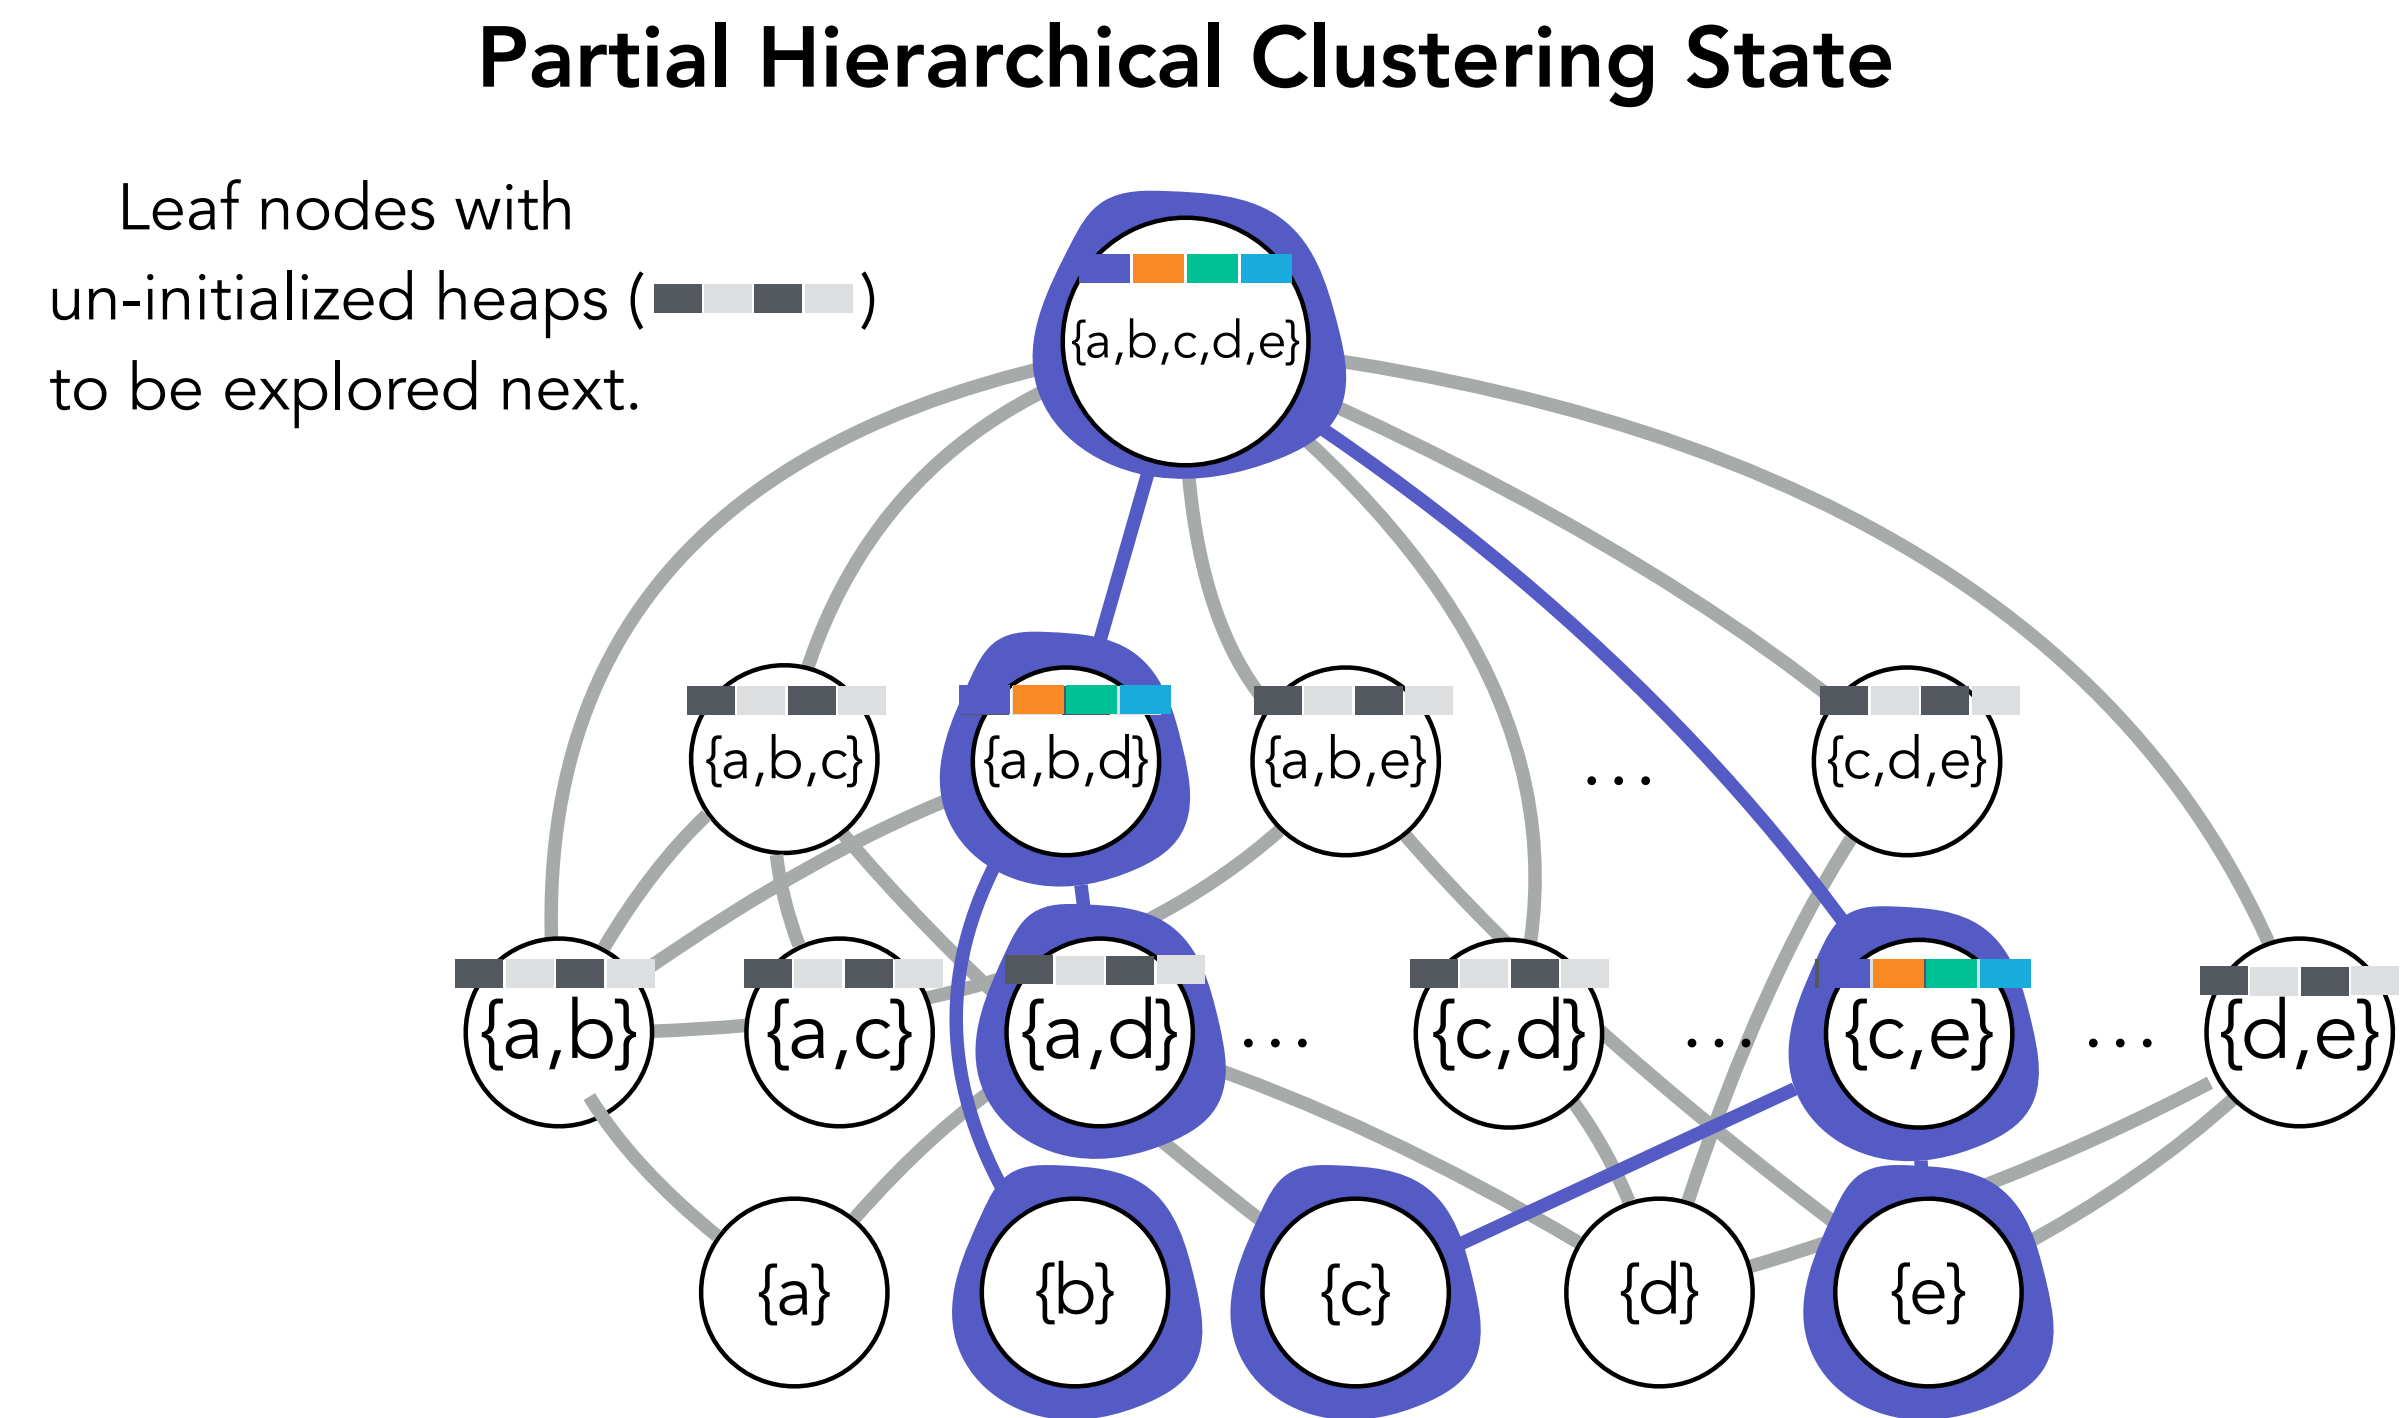 Partial Hierarchical Clustering State
Leaf nodes with
un-initialized heaps ( )
to be explored next.
{a,b,c,d,e}
{a,b,c} {a,b,d} {a,b,e} ... {c,d,e}
{a,b} {a,c} {a,d} ... {c,d} ... {c,e} ... {d,e}
{a} {b} {c} {d} {e}